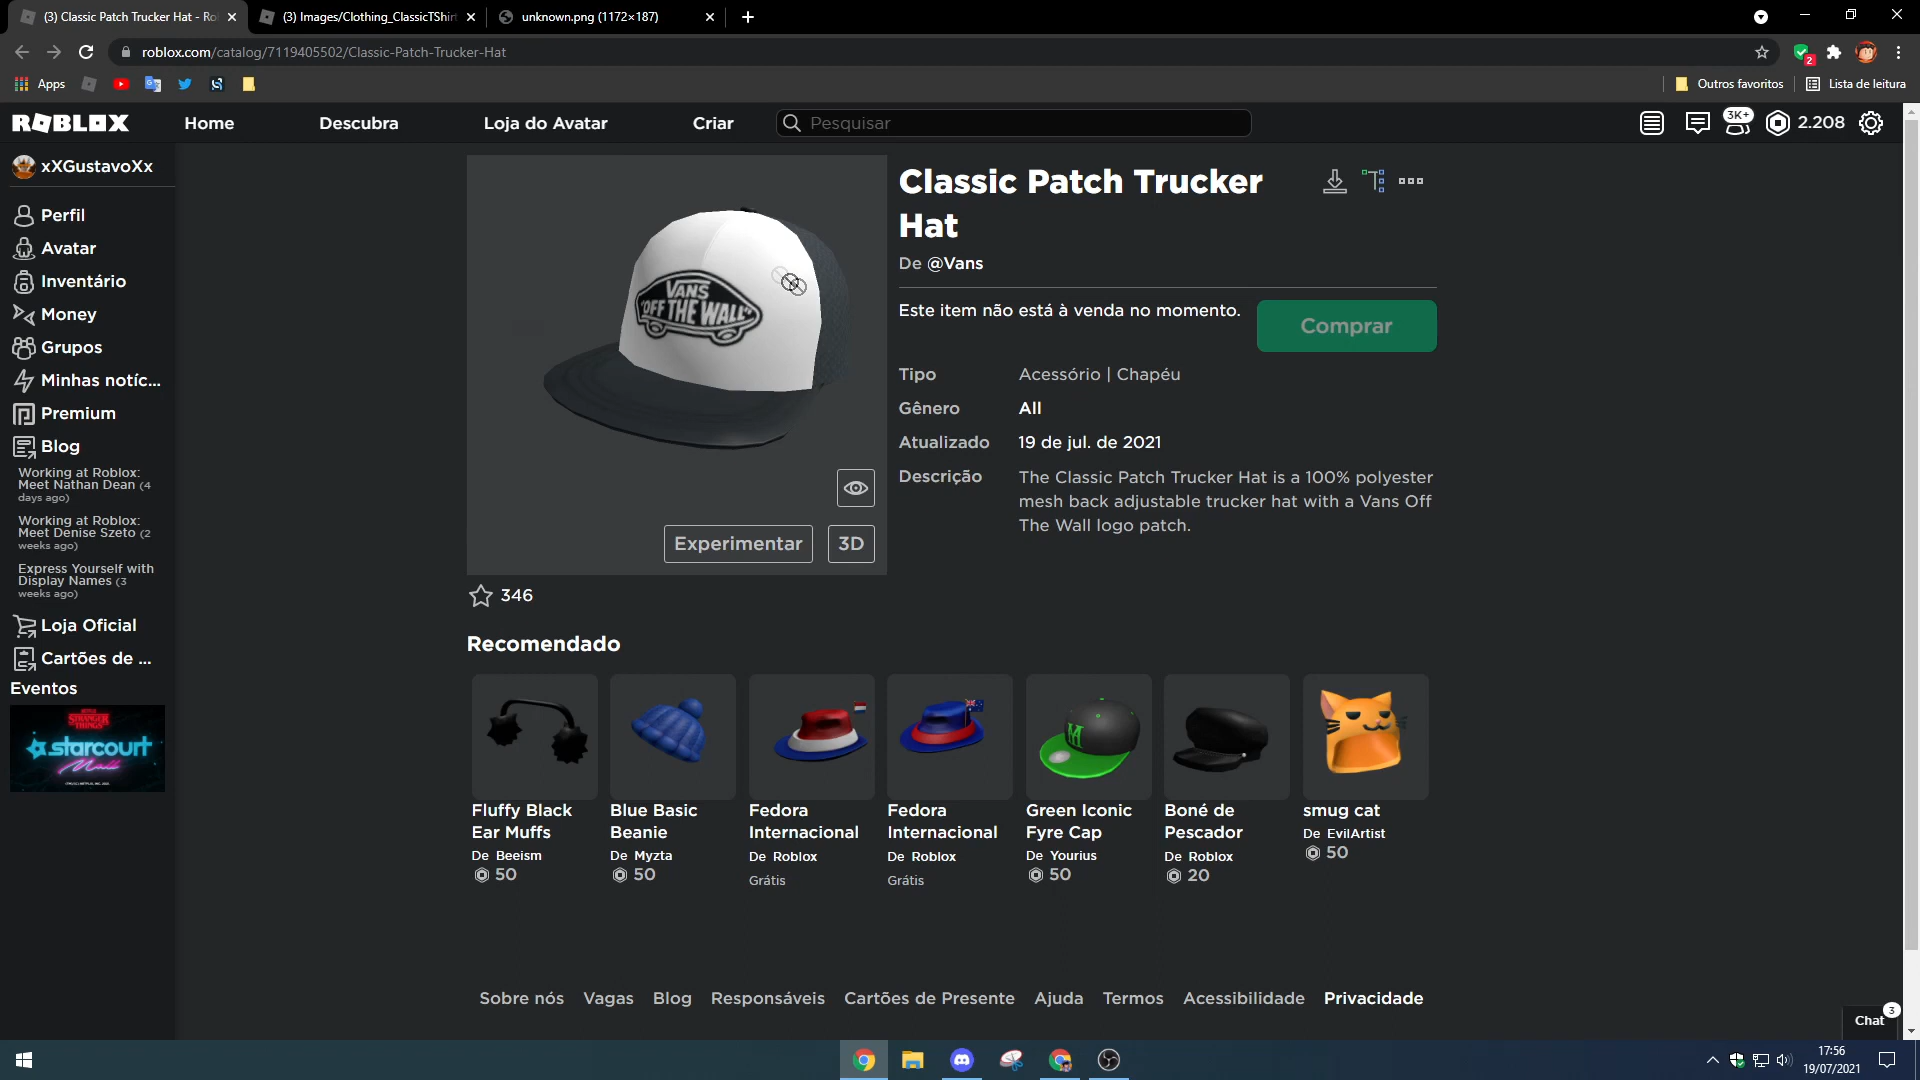 (3) Classic Patch Trucker Hat - Ro
(3) Images/Clothing_ClassicTShirt
unknown.png (1172×187)
roblox.com/catalog/7119405502/Classic-Patch-Trucker-Hat
2
Apps
Outros favoritos
Lista de leitura
ROBLOX
Home
Descubra
Loja do Avatar
Criar
Pesquisar
3K+
2.208
xXGustavoXx
Perfil
Avatar
Inventário
Money
Grupos
Minhas notíc...
Premium
Blog
Working at Roblox:
Meet Nathan Dean (4
days ago)
Working at Roblox:
Meet Denise Szeto (2
weeks ago)
Express Yourself with
Display Names (3
weeks ago)
Loja Oficial
Cartões de ...
Eventos
STRANGER
THINGS
starcourt
Mall
VANS
"OFF THE WALL"
Experimentar
3D
346
Classic Patch Trucker
Hat
De @Vans
Este item não está à venda no momento.
Comprar
Tipo
Acessório | Chapéu
Gênero
All
Atualizado
19 de jul. de 2021
Descrição
The Classic Patch Trucker Hat is a 100% polyester
mesh back adjustable trucker hat with a Vans Off
The Wall logo patch.
Recomendado
M
Fluffy Black
Ear Muffs
De Beeism
50
Blue Basic
Beanie
De Myzta
50
Fedora
Internacional
De Roblox
Grátis
Fedora
Internacional
De Roblox
Grátis
Green Iconic
Fyre Cap
De Yourius
50
Boné de
Pescador
De Roblox
20
smug cat
De EvilArtist
50
Sobre nós
Vagas
Blog
Responsáveis
Cartões de Presente
Ajuda
Termos
Acessibilidade
Privacidade
Chat
3
17:56
19/07/2021